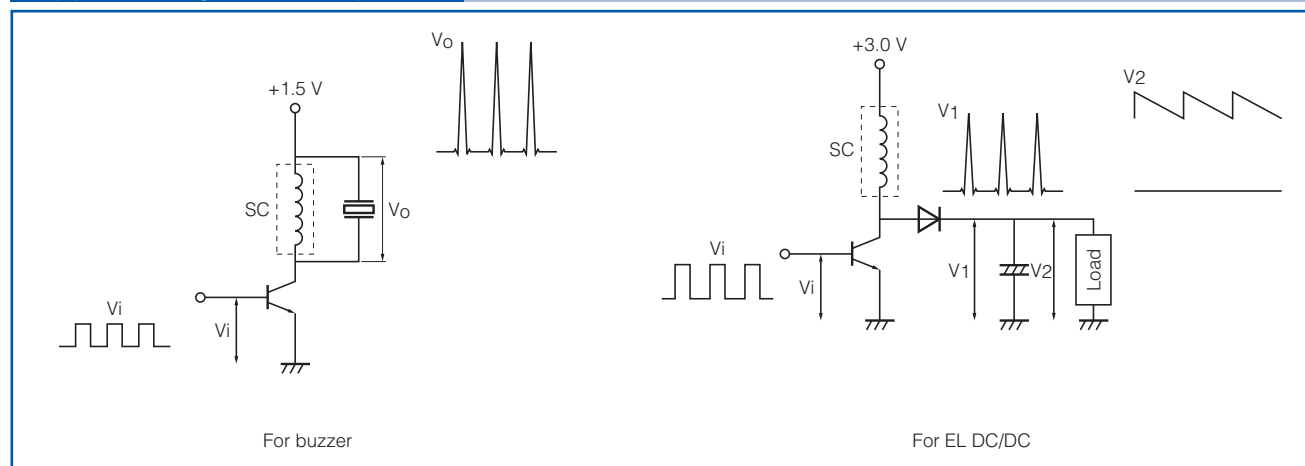 Vo
+1.5 V
SC
Vo
Vi
Vi
For buzzer
+3.0 V
V2
V1
SC
Vi
Vi
V1
V2
Load
For EL DC/DC